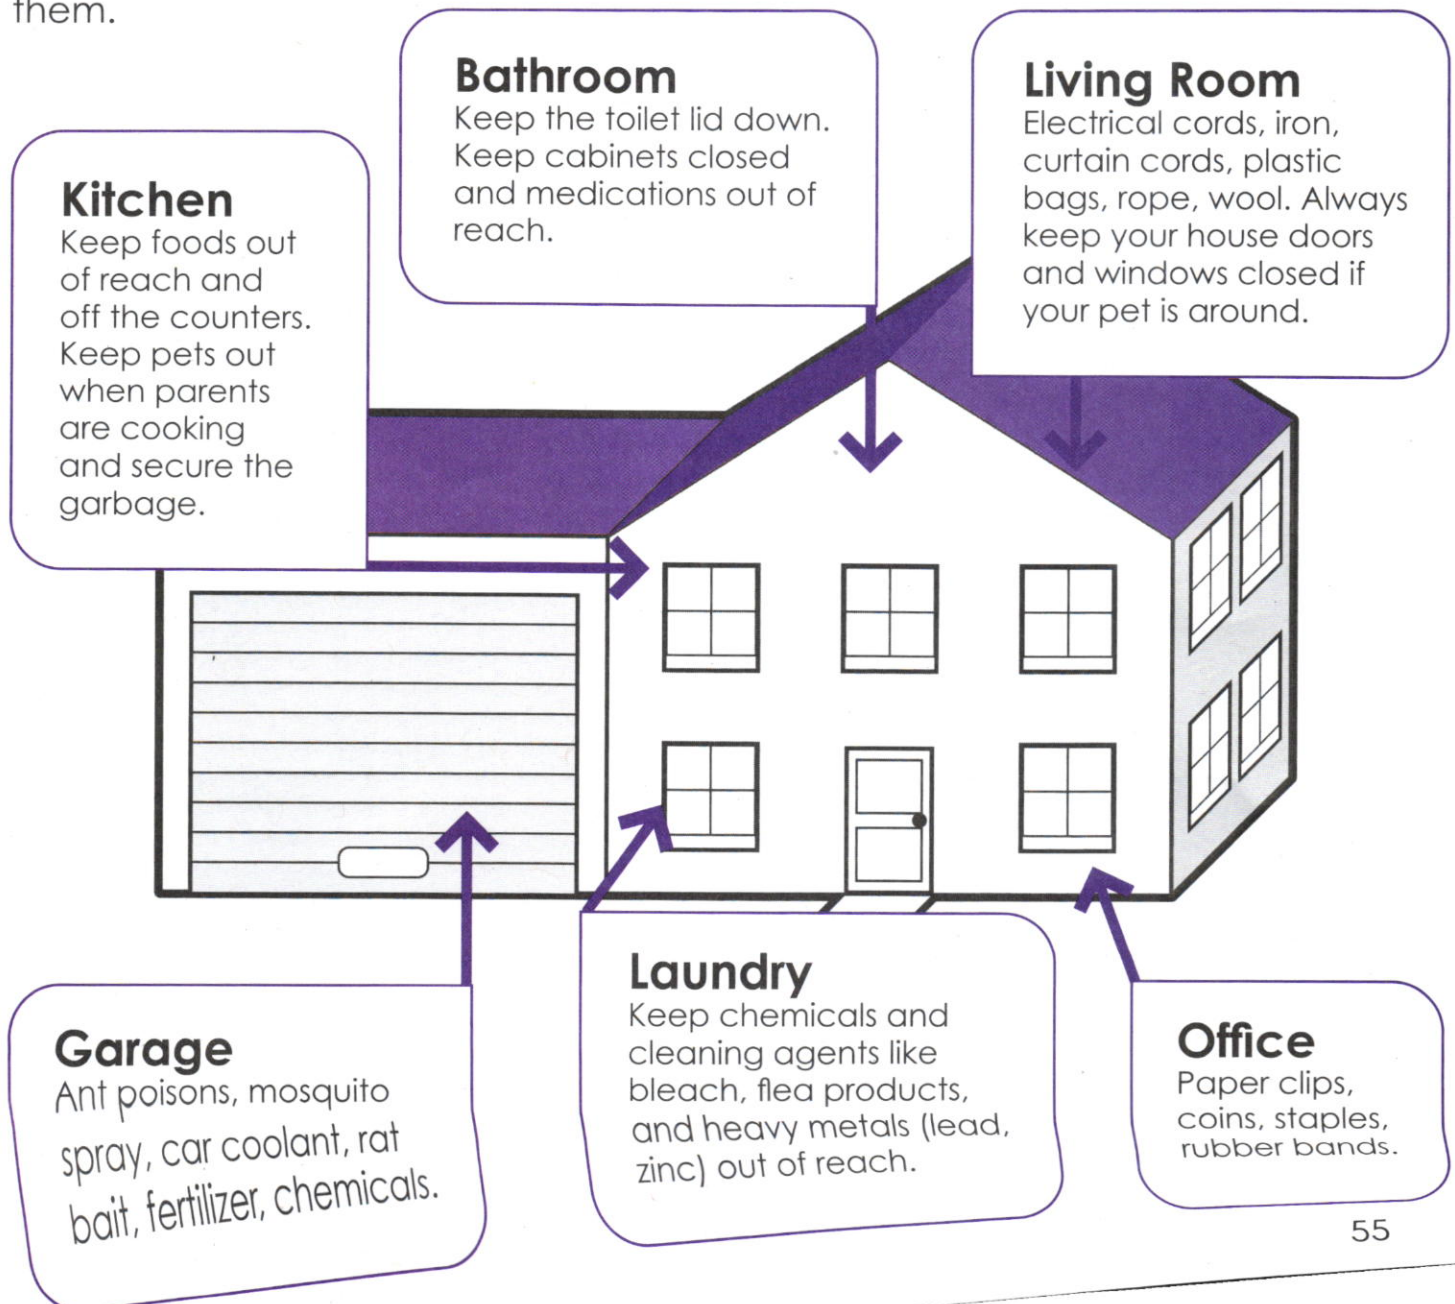 them.
Bathroom
Keep the toilet lid down.
Keep cabinets closed
and medications out of
reach.
Living Room
Electrical cords, iron,
curtain cords, plastic
bags, rope, wool. Always
keep your house doors
and windows closed if
your pet is around.
Kitchen
Keep foods out
of reach and
off the counters.
Keep pets out
when parents
are cooking
and secure the
garbage.
Garage
Ant poisons, mosquito
spray, car coolant, rat
bait, fertilizer, chemicals.
Laundry
Keep chemicals and
cleaning agents like
bleach, flea products,
and heavy metals (lead,
zinc) out of reach.
Office
Paper clips,
coins, staples,
rubber bands.
55